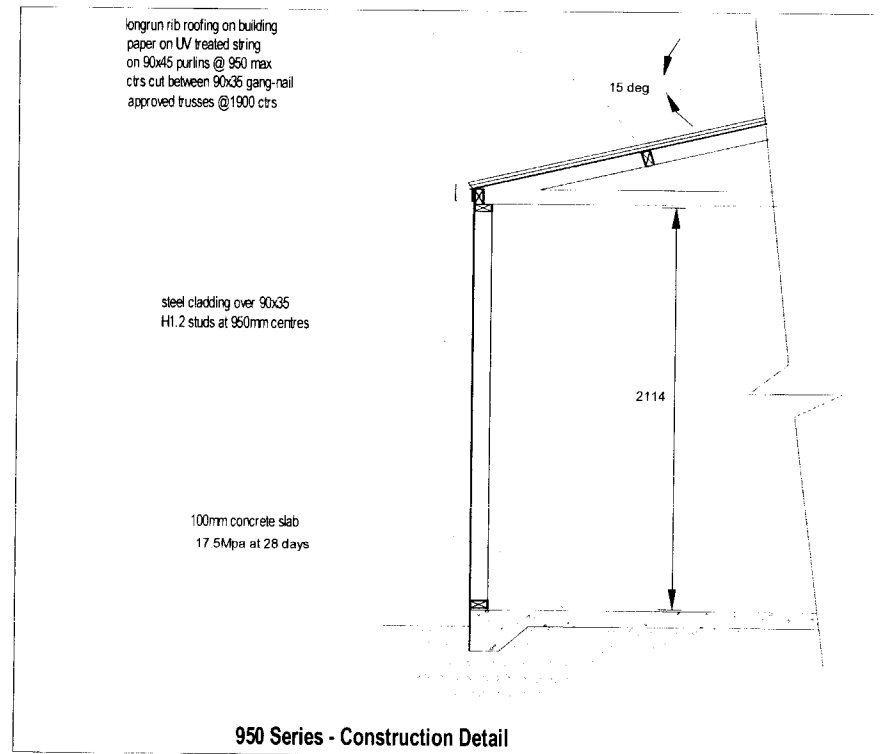 longrun rib roofing on building
paper on UV treated string
on 90x45 purlins @ 950 max
ctrs cut between 90x35 gang-nail
approved trusses @1900 ctrs
15 deg
steel cladding over 90x35
H1.2 studs at 950mm centres
2114
100mm concrete slab
17.5Mpa at 28 days
950 Series - Construction Detail